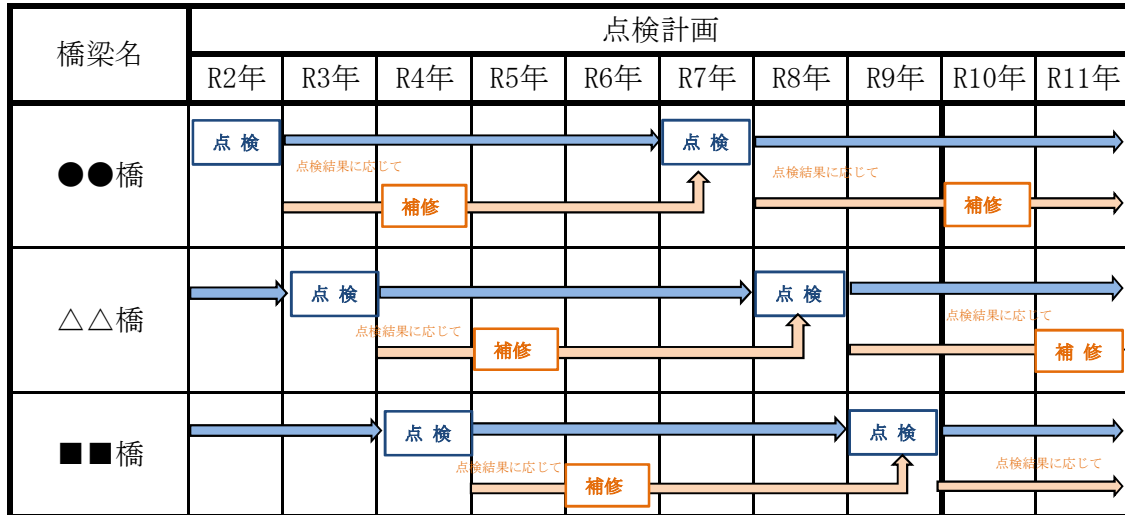 橋梁名
点検計画
R2年 R3年 R4年 R5年 R6年 R7年 R8年 R9年 R10年 R11年
●●橋
点 検
点検結果に応じて
補修
点 検
点検結果に応じて
補修
△△橋
点 検
点検結果に応じて
補修
点 検
点検結果に応じて
補 修
■■橋
点 検
点検結果に応じて
補修
点 検
点検結果に応じて